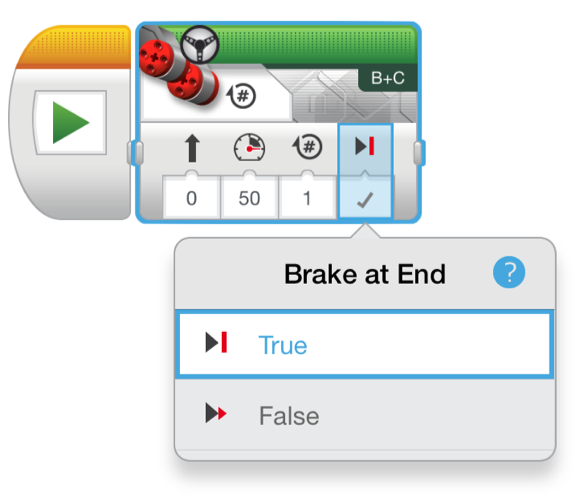 #
B+C
#
0 50 1
Brake at End ?
True
False